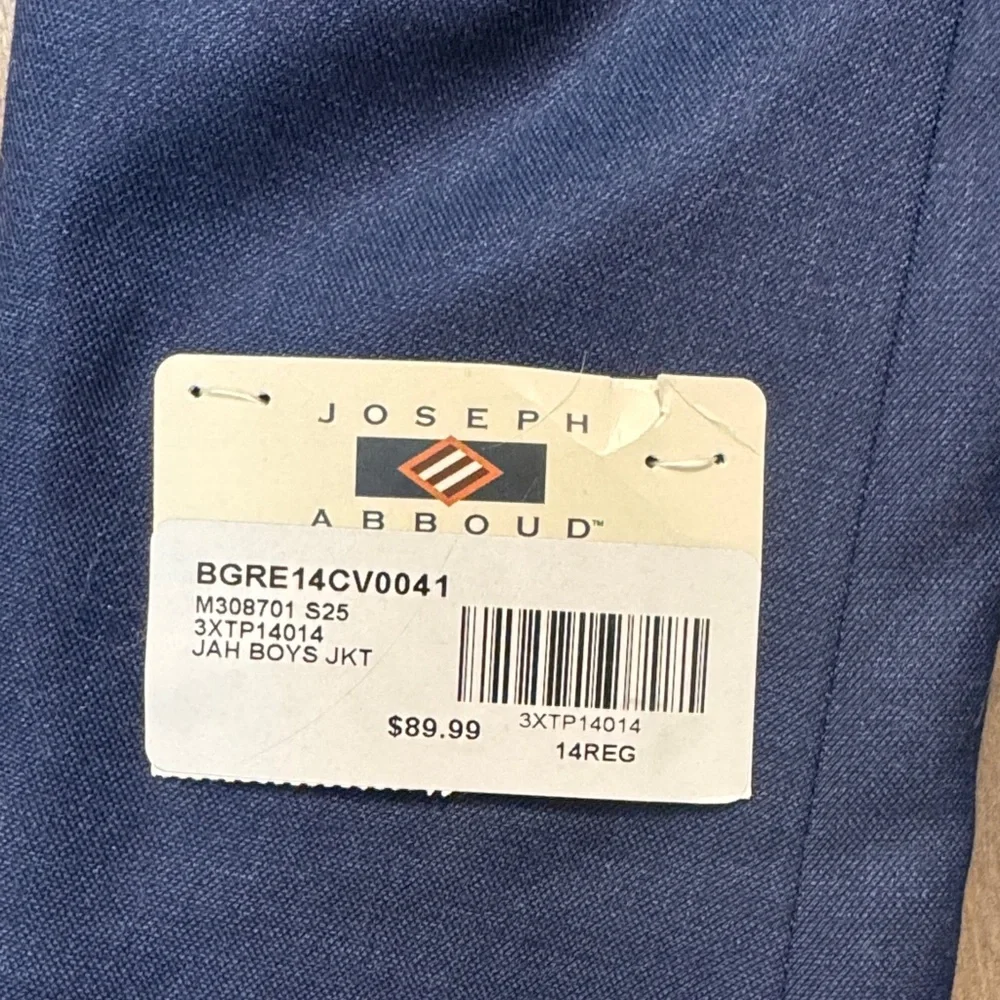 JOSEPH
ABBOUD™
BGRE14CV0041
M308701 S25
3XTP14014
JAH BOYS JKT
3XTP14014
$89.99
14REG